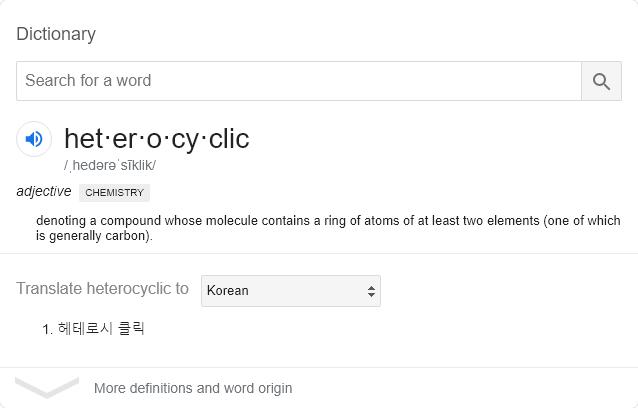 Dictionary
Search for a word
het·er·o·cy·clic
/ˌhedərəˈsīklik/
adjective CHEMISTRY
denoting a compound whose molecule contains a ring of atoms of at least two elements (one of which
is generally carbon).
Translate heterocyclic to Korean
1. 헤테로시 클릭
More definitions and word origin